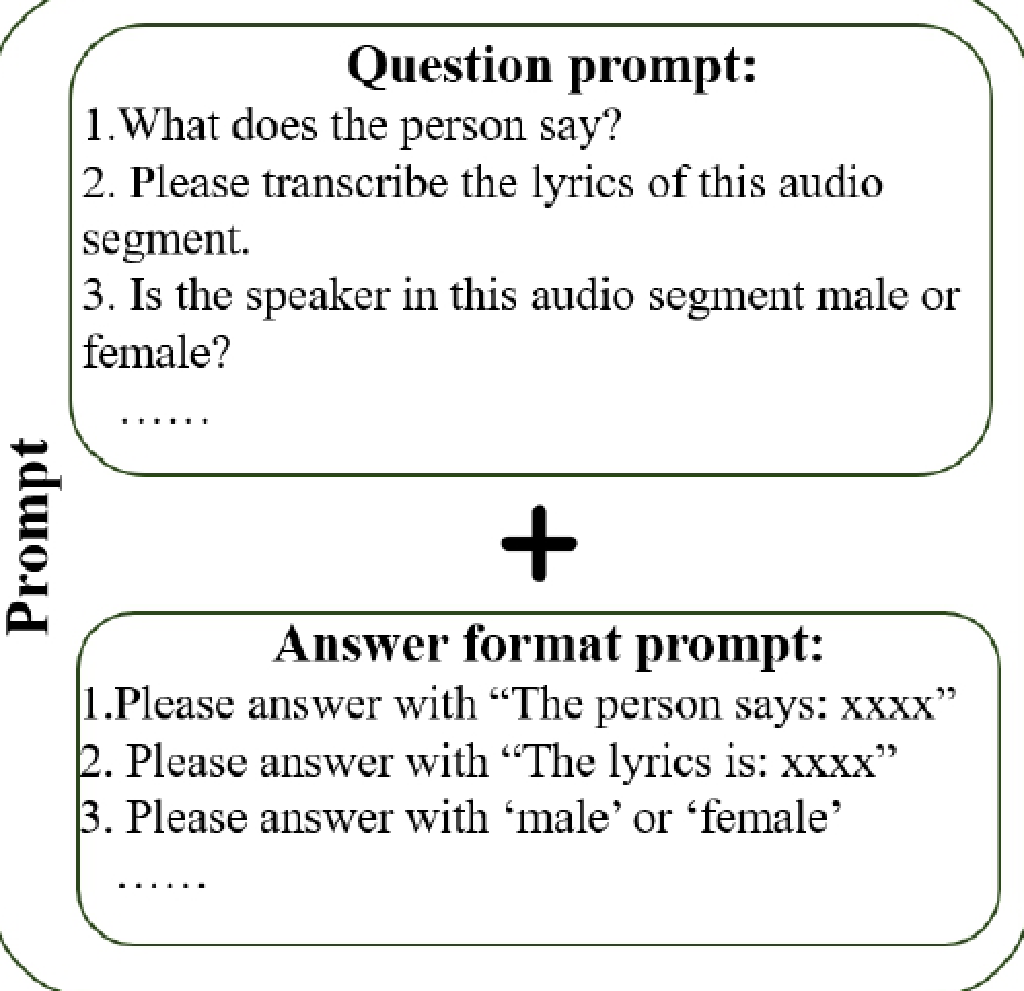 Prompt
Question prompt:
1.What does the person say?
2. Please transcribe the lyrics of this audio
segment.
3. Is the speaker in this audio segment male or
female?
......
+
Answer format prompt:
1.Please answer with “The person says: xxxx”
2. Please answer with “The lyrics is: xxxx”
3. Please answer with ‘male’ or ‘female’
......